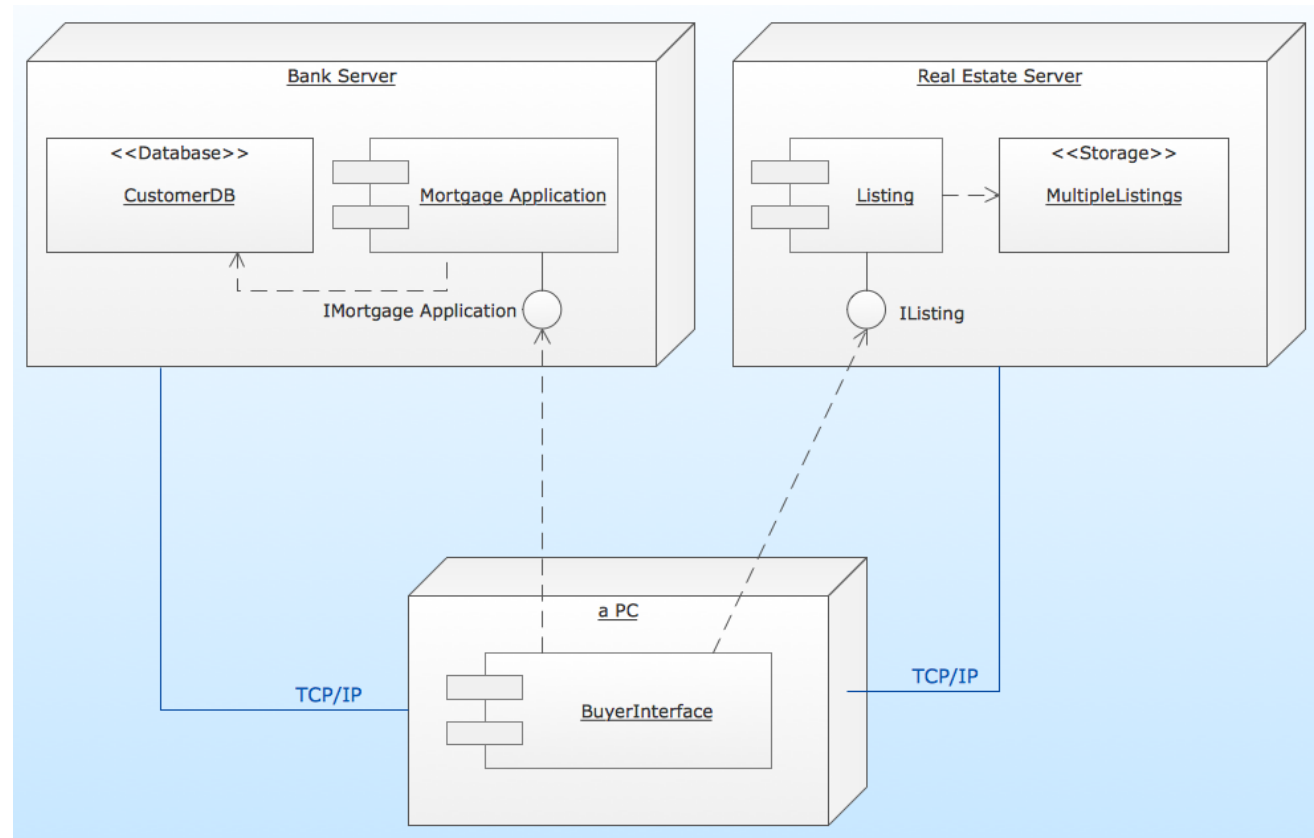 Bank Server
<<Database>>
CustomerDB
Mortgage Application
IMortgage Application
Real Estate Server
Listing
<<Storage>>
MultipleListings
IListing
a PC
BuyerInterface
TCP/IP
TCP/IP